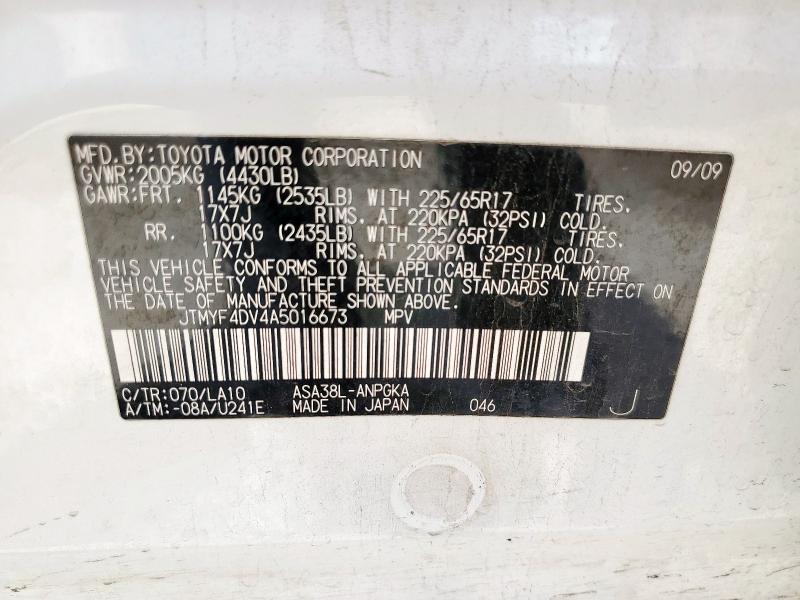 MFD. BY: TOYOTA MOTOR CORPORATION 09/09
GVWR: 2005KG (4430LB)
GAWR: FRT. 1145KG (2535LB) WITH 225/65R17 TIRES,
17X7J RIMS, AT 220KPA (32PSI) COLD.
RR. 1100KG (2435LB) WITH 225/65R17 TIRES,
17X7J RIMS, AT 220KPA (32PSI) COLD.
THIS VEHICLE CONFORMS TO ALL APPLICABLE FEDERAL MOTOR
VEHICLE SAFETY AND THEFT PREVENTION STANDARDS IN EFFECT ON
THE DATE OF MANUFACTURE SHOWN ABOVE.
JTMYF4DV4A5016673 MPV
C/TR: 070/LA10 ASA38L-ANPGKA
A/TM: -08A/U241E MADE IN JAPAN 046 J